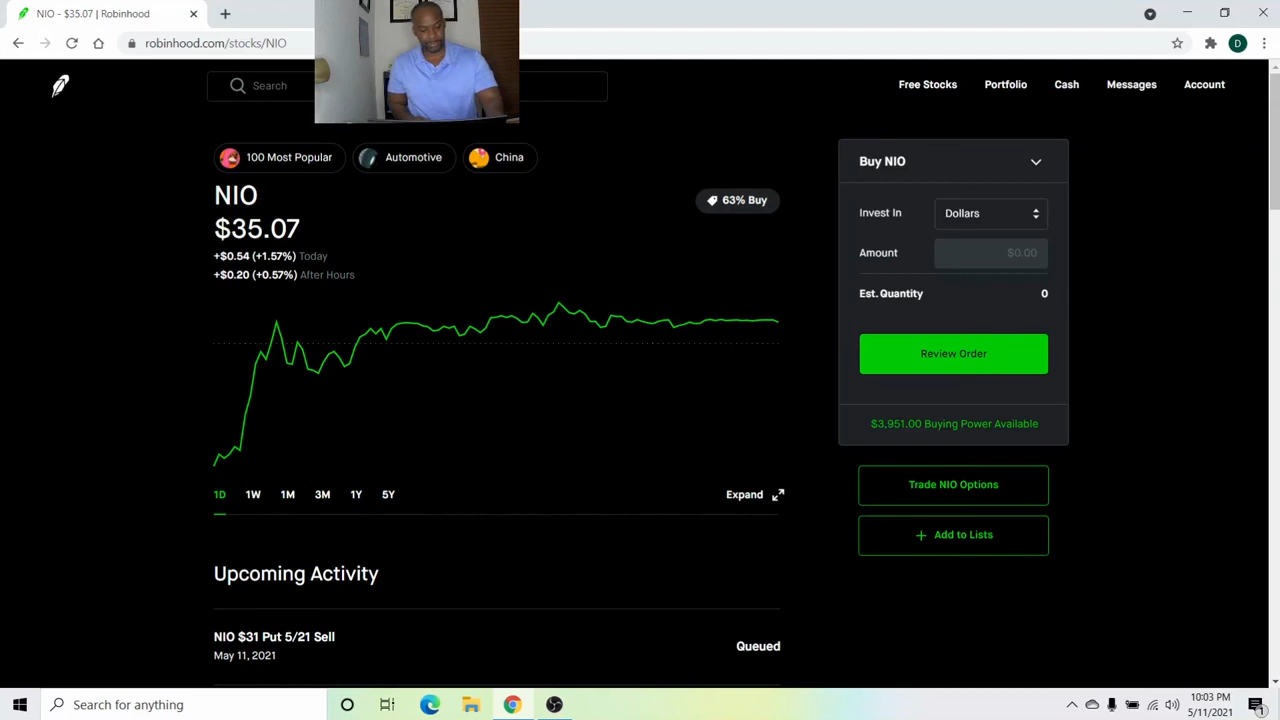 NIO - $35.07 | Robinhood
robinhood.com/stocks/NIO
D
Search
Free Stocks
Portfolio
Cash
Messages
Account
100 Most Popular
Automotive
China
NIO
$35.07
+$0.54 (+1.57%) Today
+$0.20 (+0.57%) After Hours
63% Buy
Buy NIO
Invest In
Dollars
Amount
$0.00
Est. Quantity
0
Review Order
$3,951.00 Buying Power Available
Trade NIO Options
Add to Lists
1D
1W
1M
3M
1Y
5Y
Expand
Upcoming Activity
NIO $31 Put 5/21 Sell
May 11, 2021
Queued
Search for anything
10:03 PM
5/11/2021
1